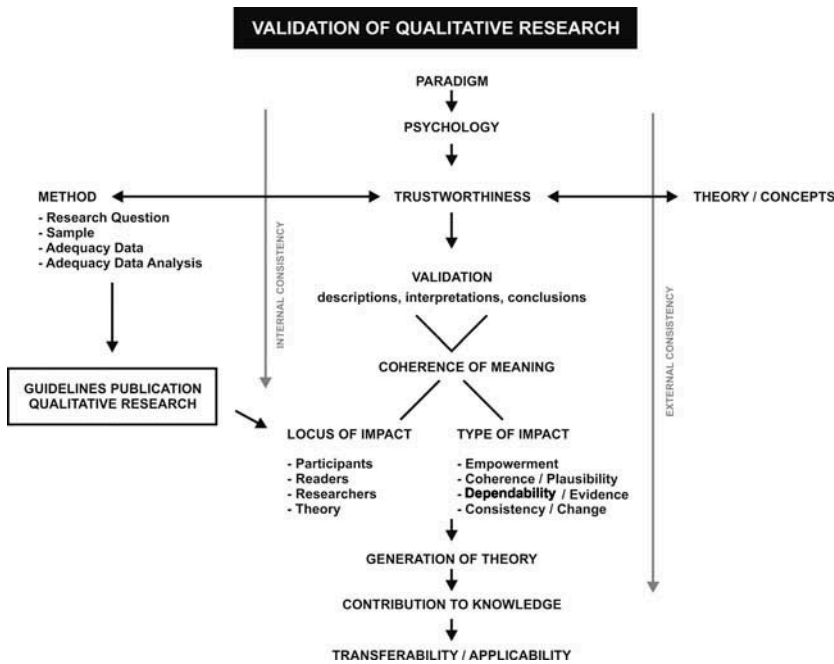 VALIDATION OF QUALITATIVE RESEARCH
PARADIGM
PSYCHOLOGY
METHOD
- Research Question
- Sample
- Adequacy Data
- Adequacy Data Analysis
TRUSTWORTHINESS
THEORY / CONCEPTS
INTERNAL CONSISTENCY
EXTERNAL CONSISTENCY
VALIDATION
descriptions, interpretations, conclusions
COHERENCE OF MEANING
GUIDELINES PUBLICATION
QUALITATIVE RESEARCH
LOCUS OF IMPACT
- Participants
- Readers
- Researchers
- Theory
TYPE OF IMPACT
- Empowerment
- Coherence / Plausibility
- Dependability / Evidence
- Consistency / Change
GENERATION OF THEORY
CONTRIBUTION TO KNOWLEDGE
TRANSFERABILITY / APPLICABILITY